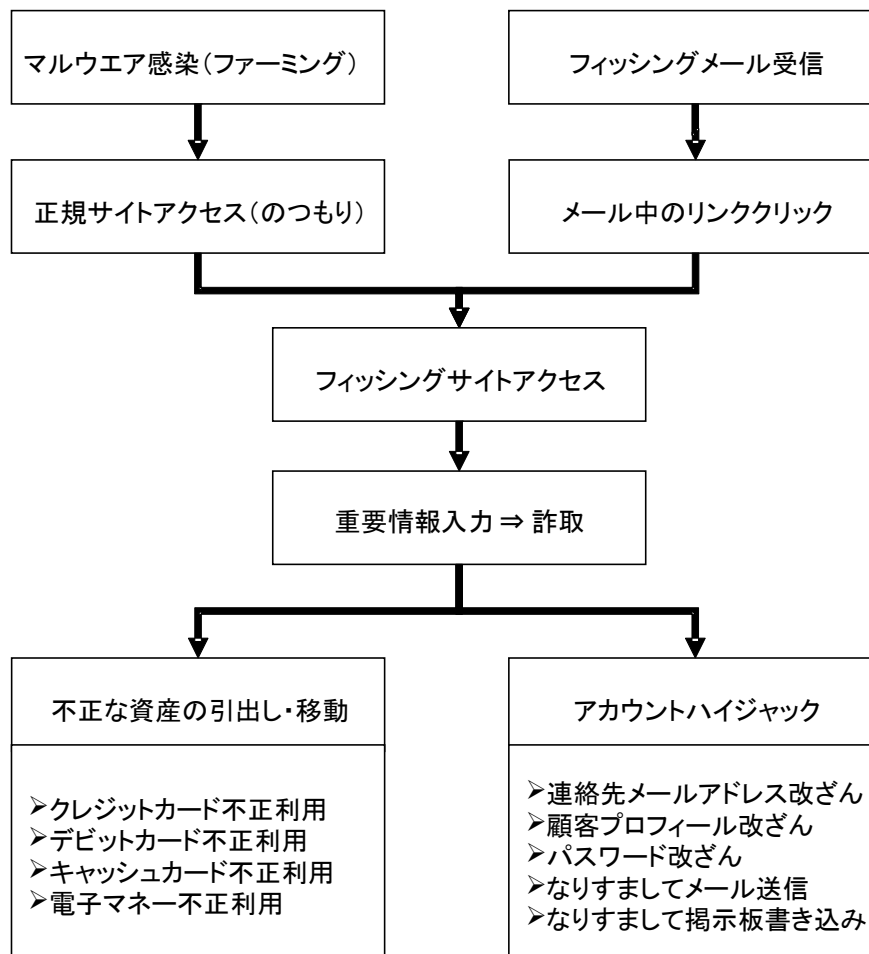 マルウエア感染(ファーミング)
フィッシングメール受信
正規サイトアクセス(のつもり)
メール中のリンククリック
フィッシングサイトアクセス
重要情報入力 ⇒ 詐取
不正な資産の引出し・移動
➢クレジットカード不正利用
➢デビットカード不正利用
➢キャッシュカード不正利用
➢電子マネー不正利用
アカウントハイジャック
➢連絡先メールアドレス改ざん
➢顧客プロフィール改ざん
➢パスワード改ざん
➢なりすましてメール送信
➢なりすまして掲示板書き込み